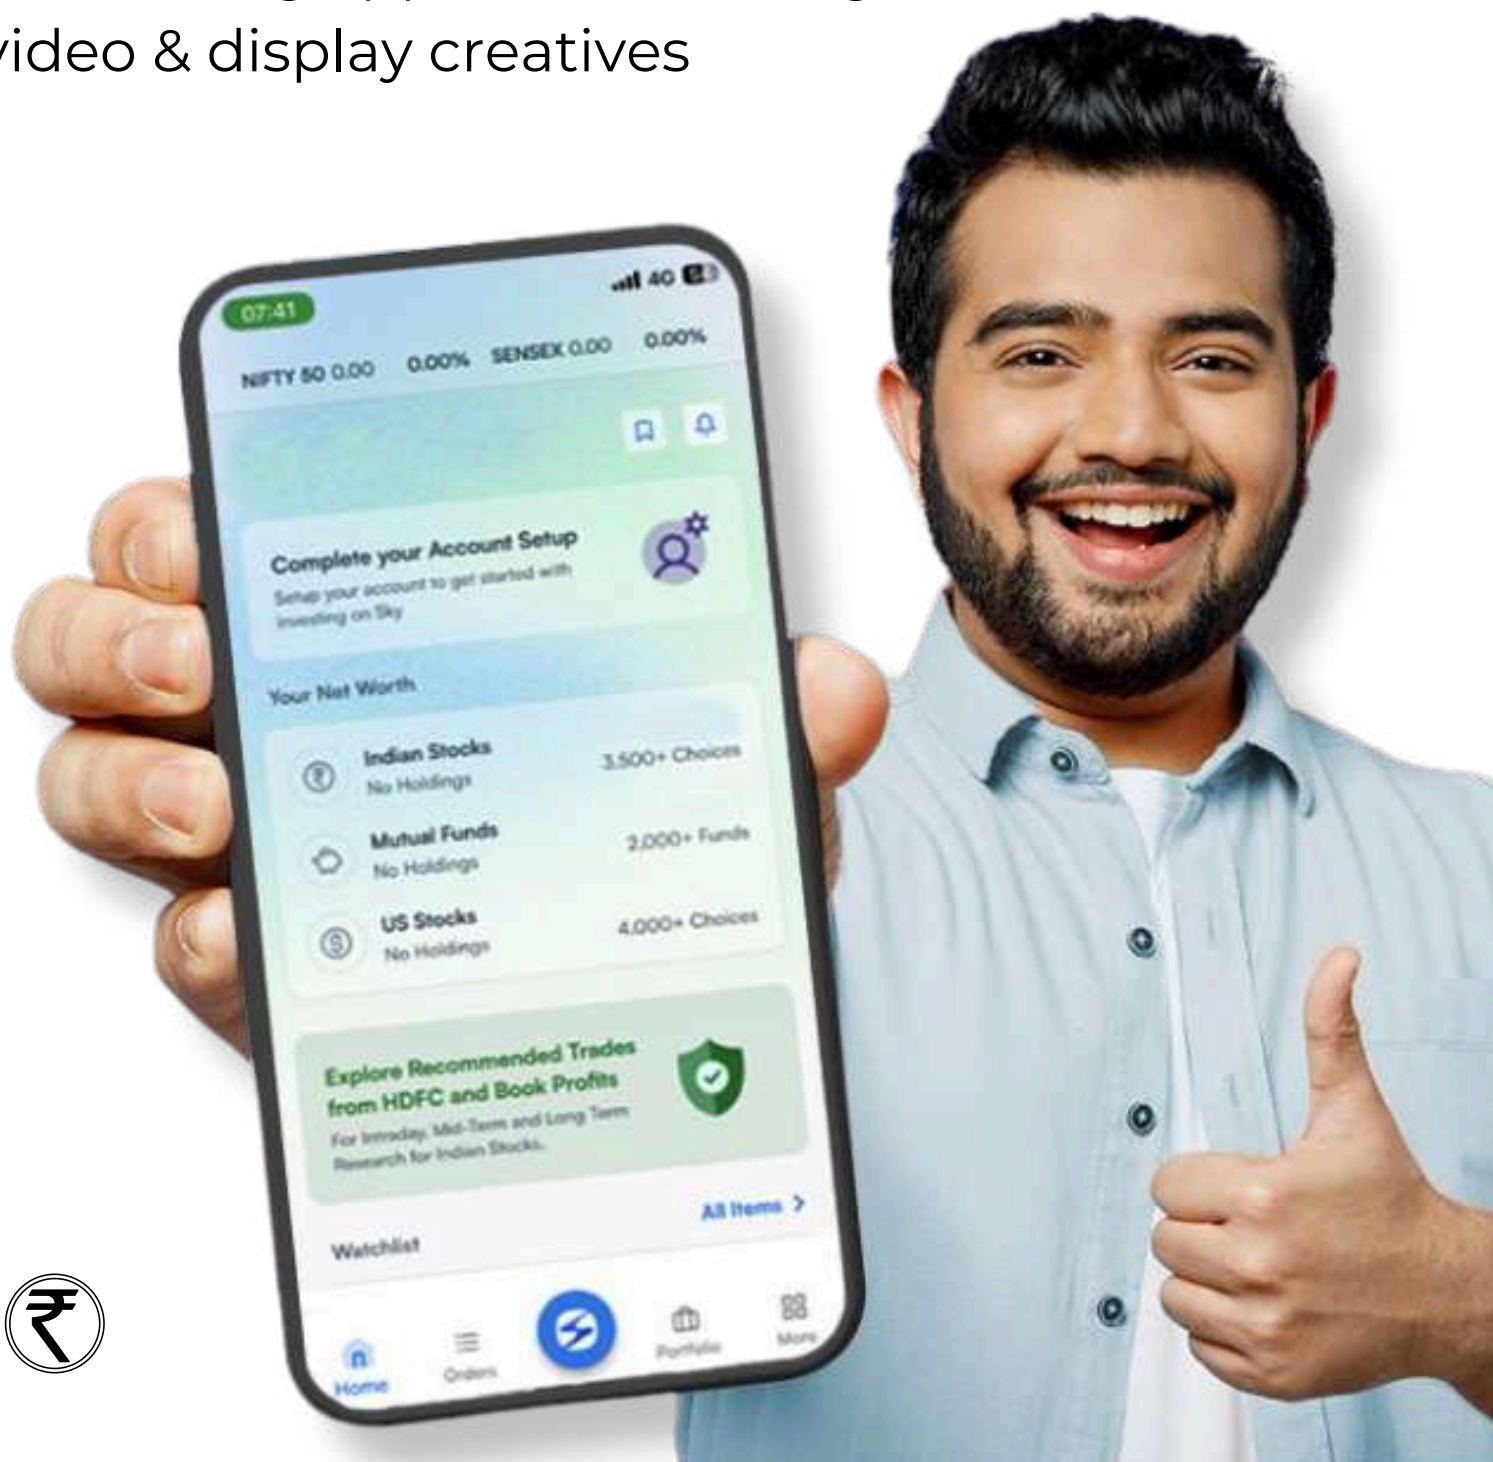 video & display creatives
07:41
4G
NIFTY 50 0.00 0.00% SENSEX 0.00 0.00%
Complete your Account Setup
Setup your account to get started with
investing on Sky
Your Net Worth
Indian Stocks
No Holdings
3,500+ Choices
Mutual Funds
No Holdings
2,000+ Funds
US Stocks
No Holdings
4,000+ Choices
Explore Recommended Trades
from HDFC and Book Profits
For Intraday, Mid-Term and Long Term
Research for Indian Stocks.
All Items
Watchlist
Home
Orders
Portfolio
More
₹